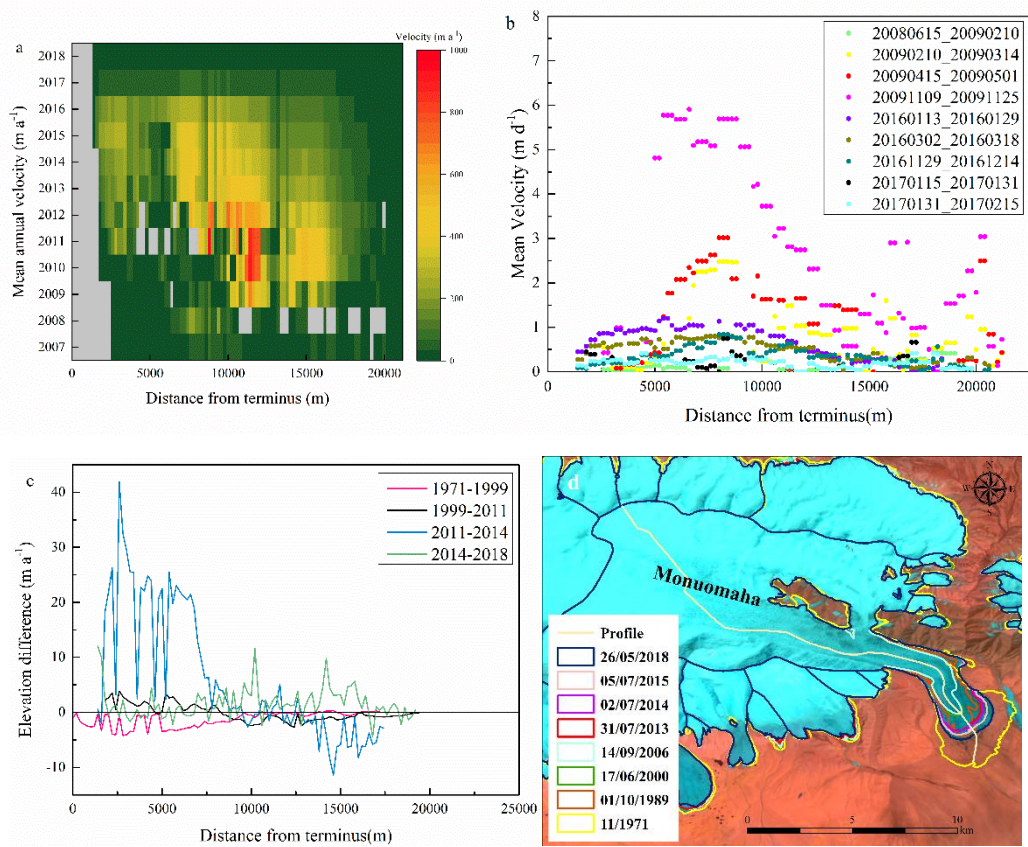 a
Velocity (m a⁻¹)
1000
800
600
400
200
0
Mean annual velocity (m a⁻¹)
2018
2017
2016
2015
2014
2013
2012
2011
2010
2009
2008
2007
0 5000 10000 15000 20000
Distance from terminus (m)
b
Mean Velocity (m d⁻¹)
8
7
6
5
4
3
2
1
0
20080615_20090210
20090210_20090314
20090415_20090501
20091109_20091125
20160113_20160129
20160302_20160318
20161129_20161214
20170115_20170131
20170131_20170215
5000 10000 15000 20000
Distance from terminus(m)
c
Elevation difference (m a⁻¹)
40
30
20
10
0
-10
1971-1999
1999-2011
2011-2014
2014-2018
0 5000 10000 15000 20000 25000
Distance from terminus(m)
d
N
W E
S
Monuomaha
Profile
26/05/2018
05/07/2015
02/07/2014
31/07/2013
14/09/2006
17/06/2000
01/10/1989
11/1971
0 5 10
km